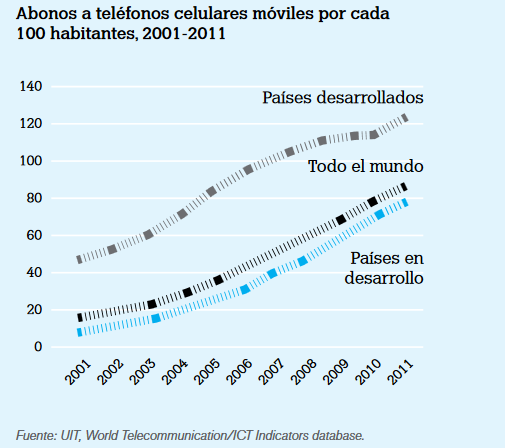 Abonos a teléfonos celulares móviles por cada
100 habitantes, 2001-2011
140
120
100
80
60
40
20
0
Países desarrollados
Todo el mundo
Países en
desarrollo
2001
2002
2003
2004
2005
2006
2007
2008
2009
2010
2011
Fuente: UIT, World Telecommunication/ICT Indicators database.